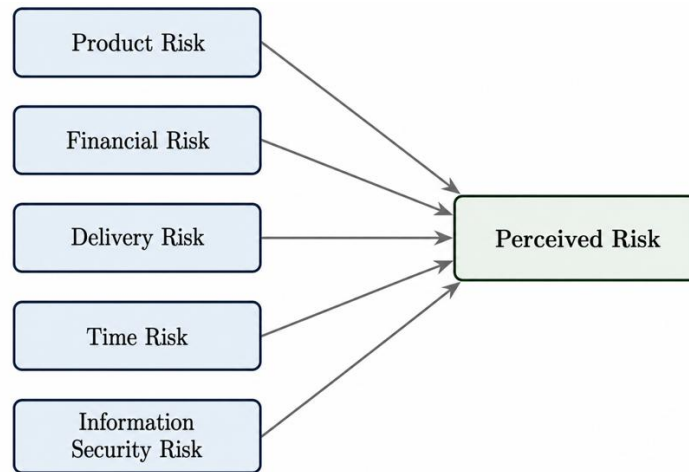 Product Risk
Financial Risk
Delivery Risk
Perceived Risk
Time Risk
Information
Security Risk